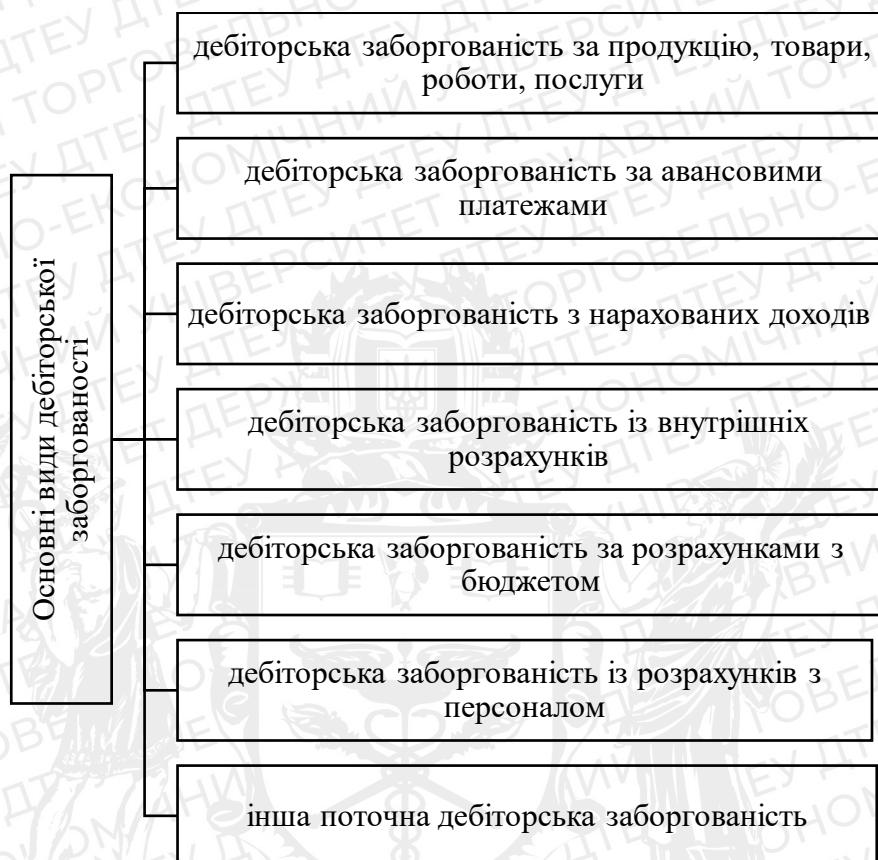 Основні види дебіторської
заборгованості
дебіторська заборгованість за продукцію, товари,
роботи, послуги
дебіторська заборгованість за авансовими
платежами
дебіторська заборгованість з нарахованих доходів
дебіторська заборгованість із внутрішніх
розрахунків
дебіторська заборгованість за розрахунками з
бюджетом
дебіторська заборгованість із розрахунків з
персоналом
інша поточна дебіторська заборгованість